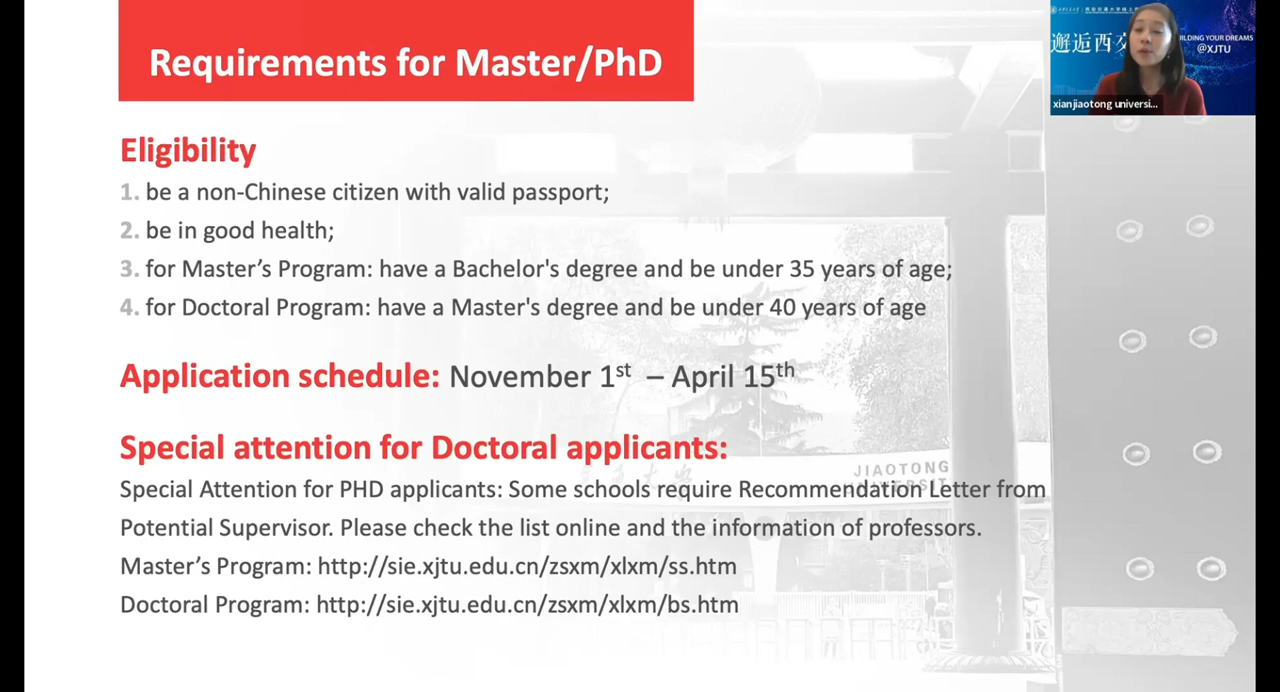 Requirements for Master/PhD
Eligibility
1. be a non-Chinese citizen with valid passport;
2. be in good health;
3. for Master’s Program: have a Bachelor's degree and be under 35 years of age;
4. for Doctoral Program: have a Master's degree and be under 40 years of age
Application schedule: November 1st – April 15th
Special attention for Doctoral applicants:
Special Attention for PHD applicants: Some schools require Recommendation Letter from
Potential Supervisor. Please check the list online and the information of professors.
Master’s Program: http://sie.xjtu.edu.cn/zsxm/xlxm/ss.htm
Doctoral Program: http://sie.xjtu.edu.cn/zsxm/xlxm/bs.htm
JIAOTONG
邂逅西交
ILDING YOUR DREAMS
@XJTU
xianjiaotong universi...